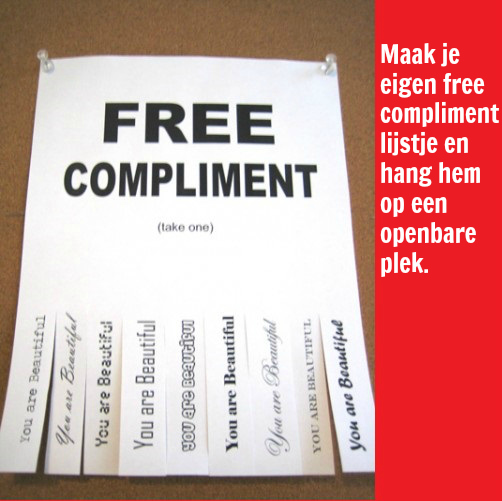 FREE
COMPLIMENT
(take one)
You are Beautiful
You are Beautiful
You are Beautiful
You are Beautiful
YOU ARE BEAUTIFUL
You are Beautiful
You are Beautiful
YOU ARE BEAUTIFUL
You are Beautiful
Maak je
eigen free
compliment
lijstje en
hang hem
op een
openbare
plek.